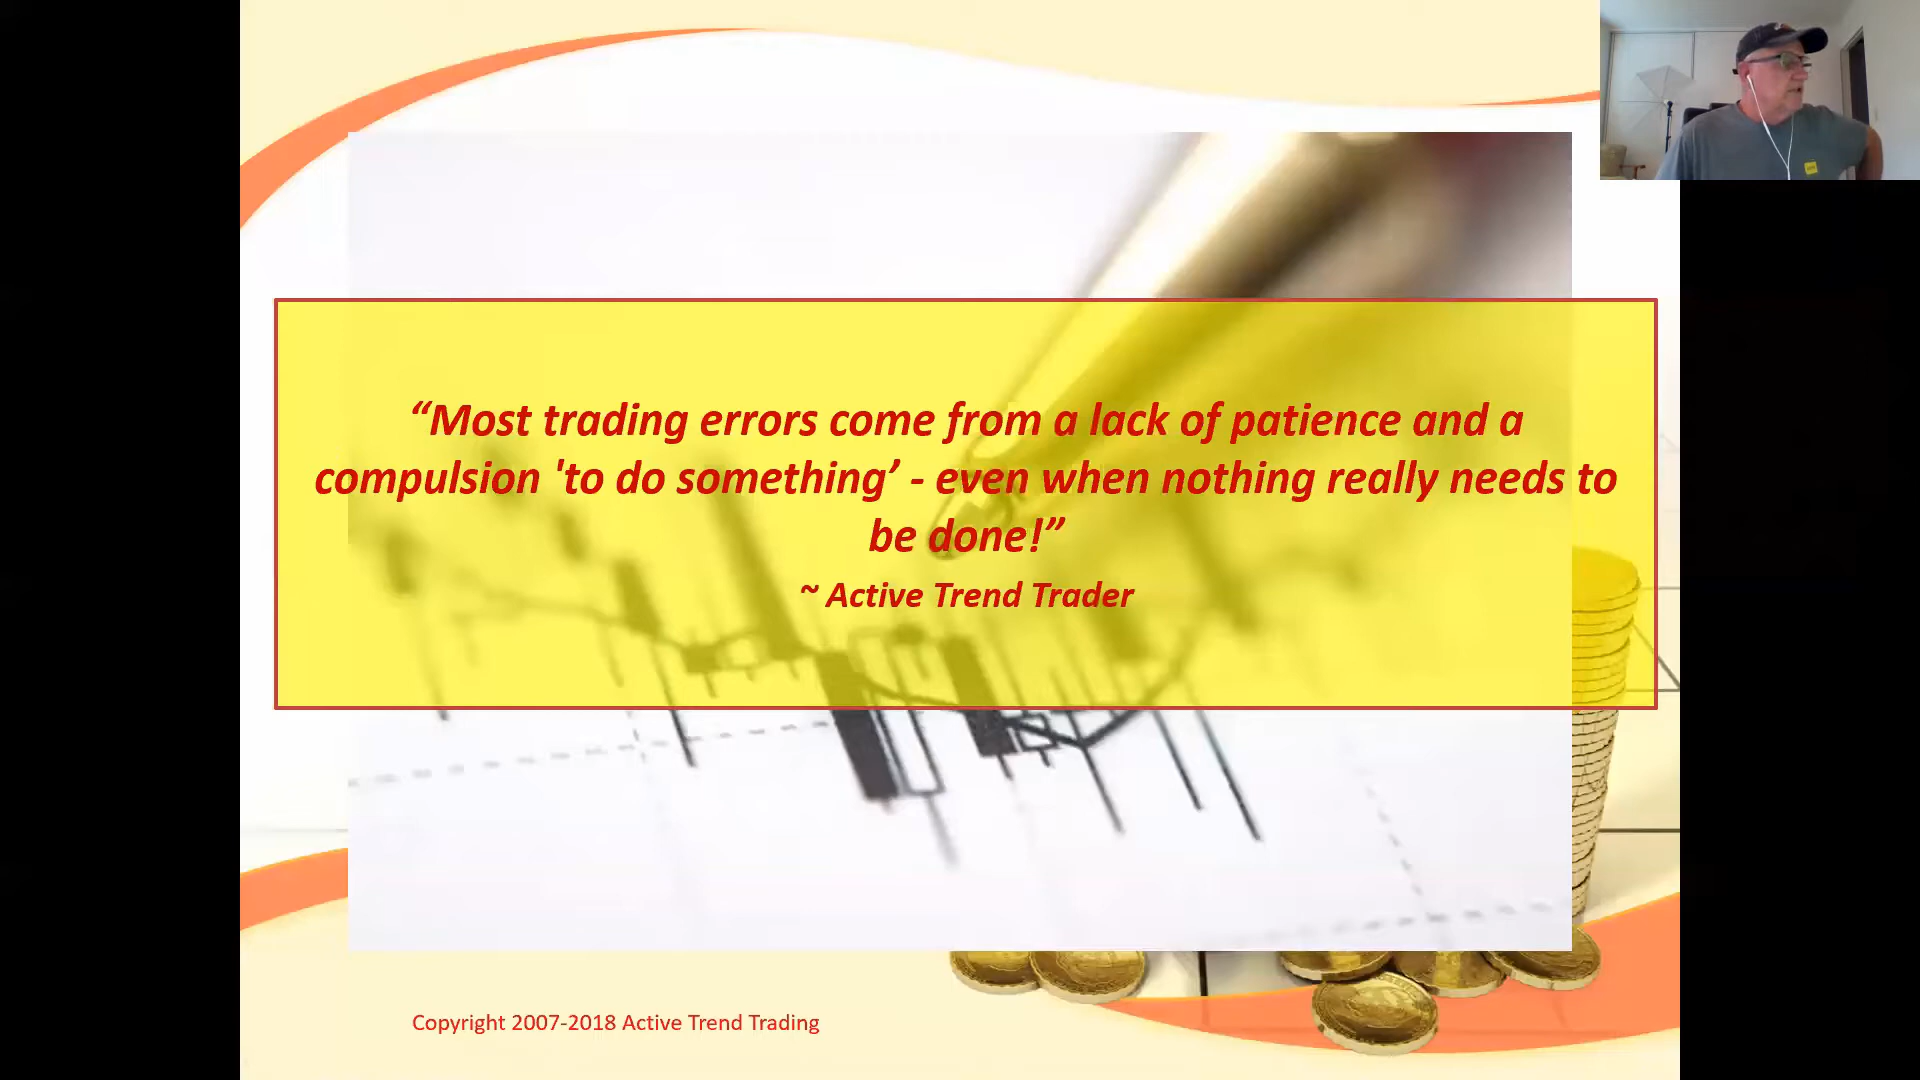 “Most trading errors come from a lack of patience and a
compulsion 'to do something’ - even when nothing really needs to
be done!”
~ Active Trend Trader
Copyright 2007-2018 Active Trend Trading